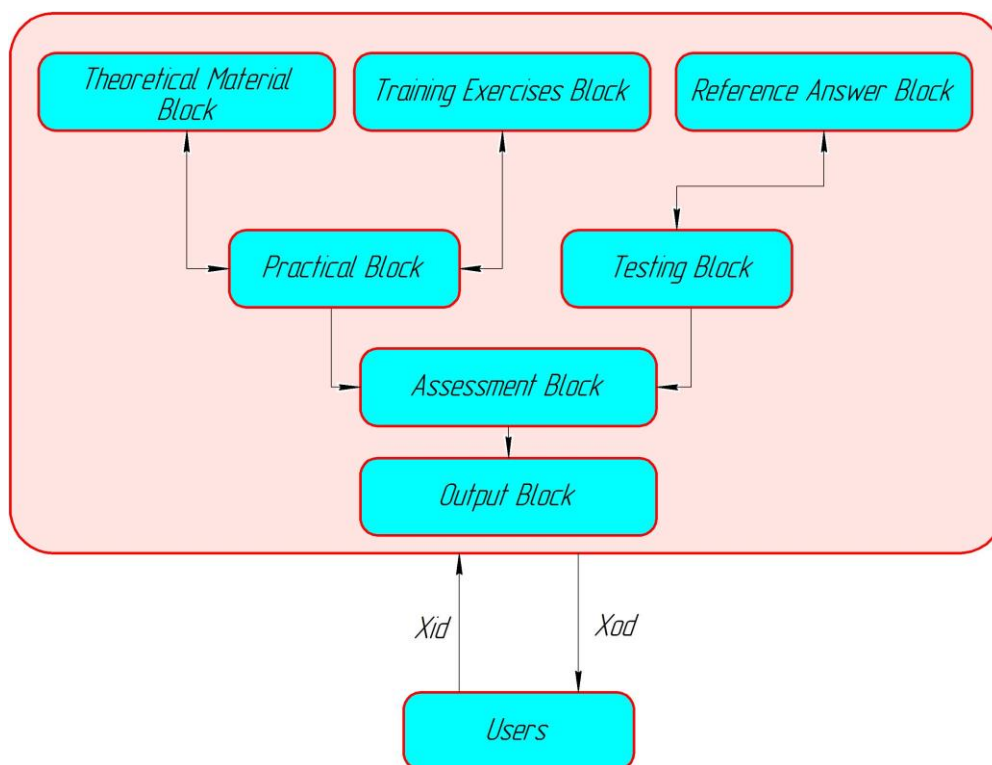 Theoretical Material
Block
Training Exercises Block
Reference Answer Block
Practical Block
Testing Block
Assessment Block
Output Block
Xid
Xod
Users